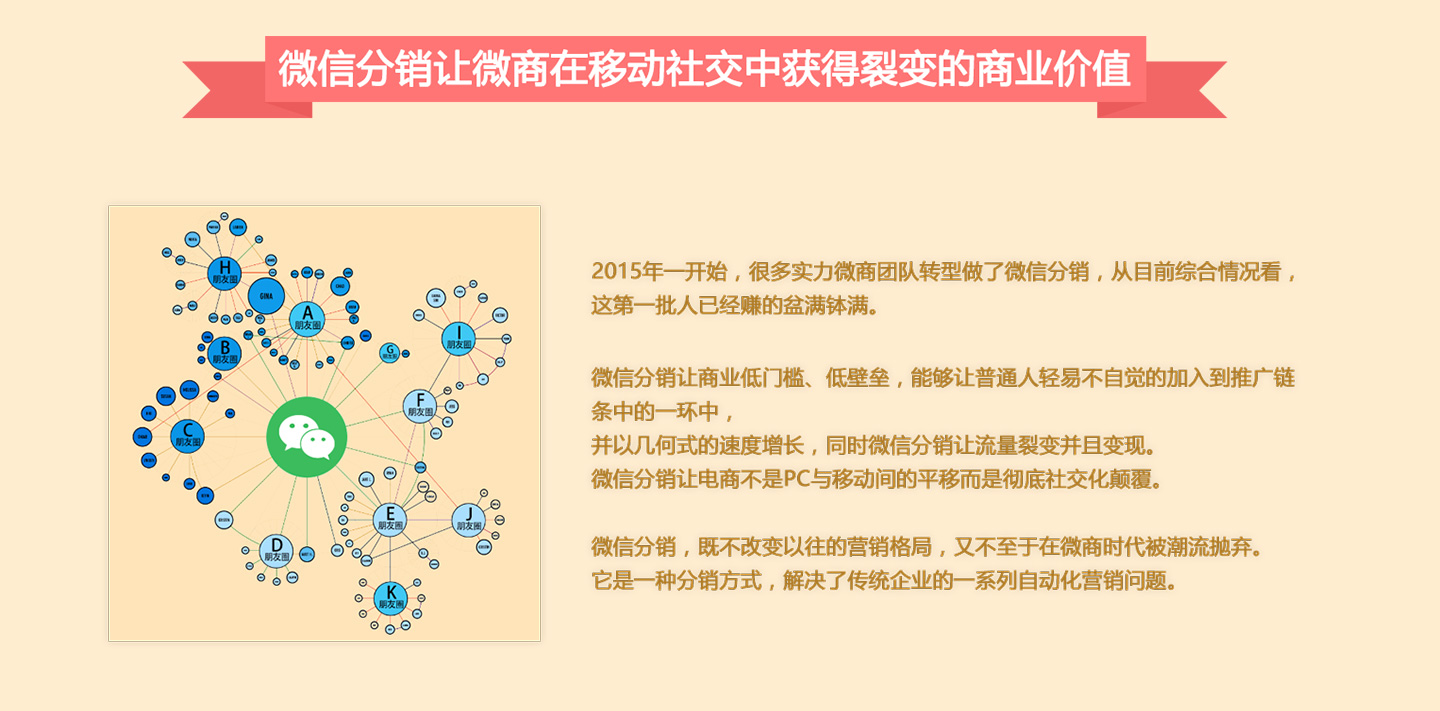 微信分销让微商在移动社交中获得裂变的商业价值
H
朋友圈
GINA
A
朋友圈
I
朋友圈
B
朋友圈
G
朋友圈
F
朋友圈
C
朋友圈
E
朋友圈
J
朋友圈
D
朋友圈
K
朋友圈
2015年一开始，很多实力微商团队转型做了微信分销，从目前综合情况看，
这第一批人已经赚的盆满钵满。
微信分销让商业低门槛、低壁垒，能够让普通人轻易不自觉的加入到推广链
条中的一环中，
并以几何式的速度增长，同时微信分销让流量裂变并且变现。
微信分销让电商不是PC与移动间的平移而是彻底社交化颠覆。
微信分销，既不改变以往的营销格局，又不至于在微商时代被潮流抛弃。
它是一种分销方式，解决了传统企业的一系列自动化营销问题。